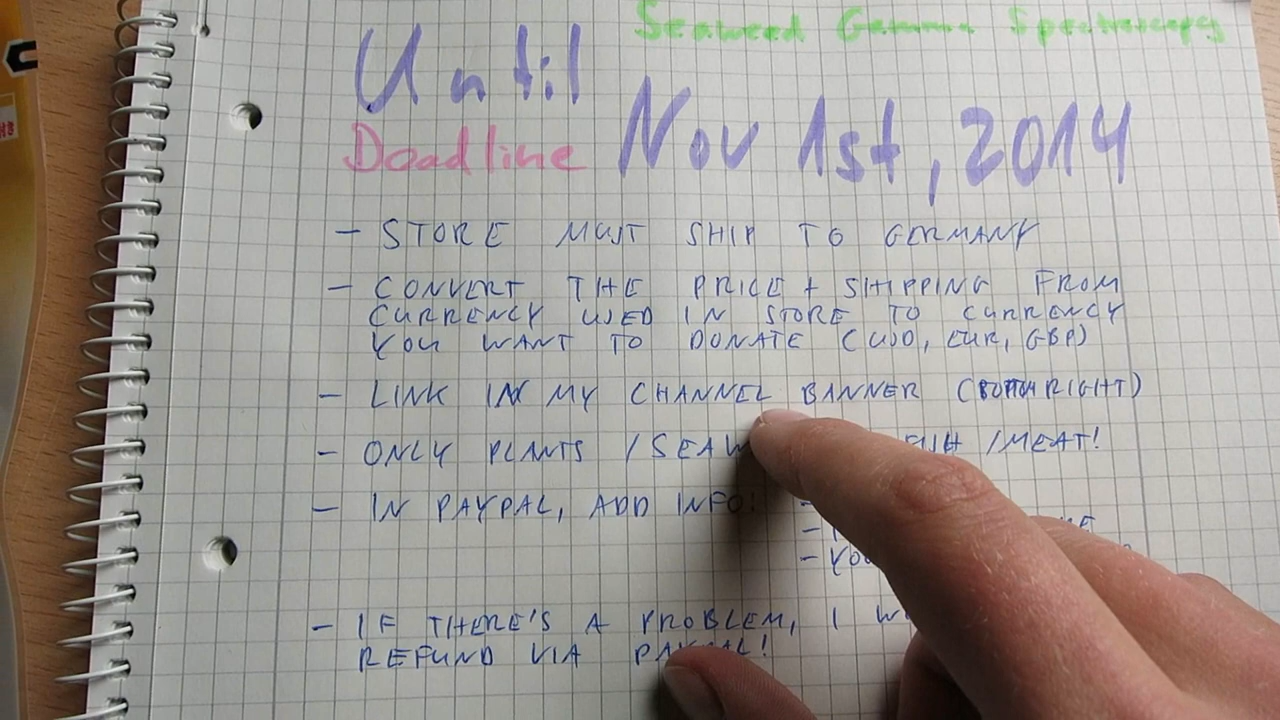 Seaweed Gamma Spectroscopy
Until
Deadline Nov 1st, 2014
- STORE MUST SHIP TO GERMANY
- CONVERT THE PRICE + SHIPPING FROM
CURRENCY USED IN STORE TO CURRENCY
YOU WANT TO DONATE (USD, EUR, GBP)
- LINK IN MY CHANNEL BANNER (BOTTOM RIGHT)
- ONLY PLANTS / /MEAT!
- IN PAYPAL, ADD INFO: -
-
-
- IF THERE'S A PROBLEM, I
REFUND VIA PAYPAL!